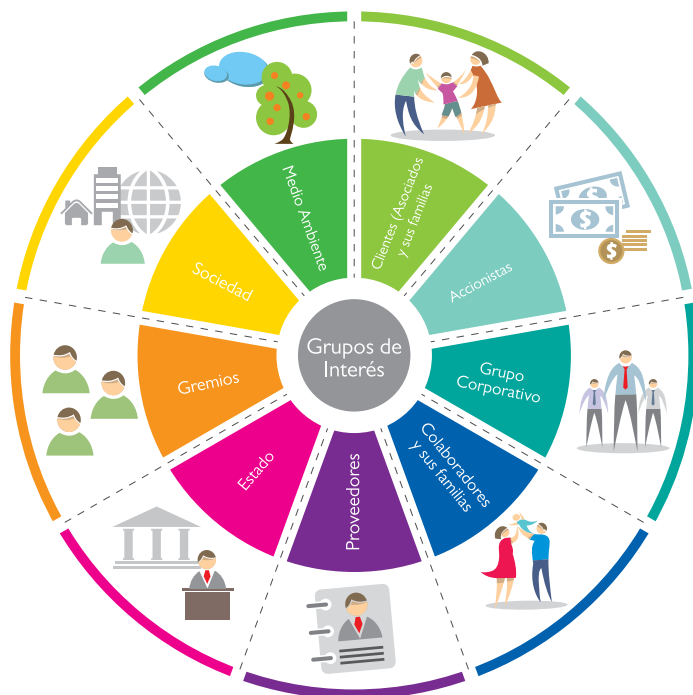 Grupos de
Interés
Clientes (Asociados
y sus familias
Accionistas
Grupo
Corporativo
Colaboradores
y sus familias
Proveedores
Estado
Gremios
Sociedad
Medio Ambiente